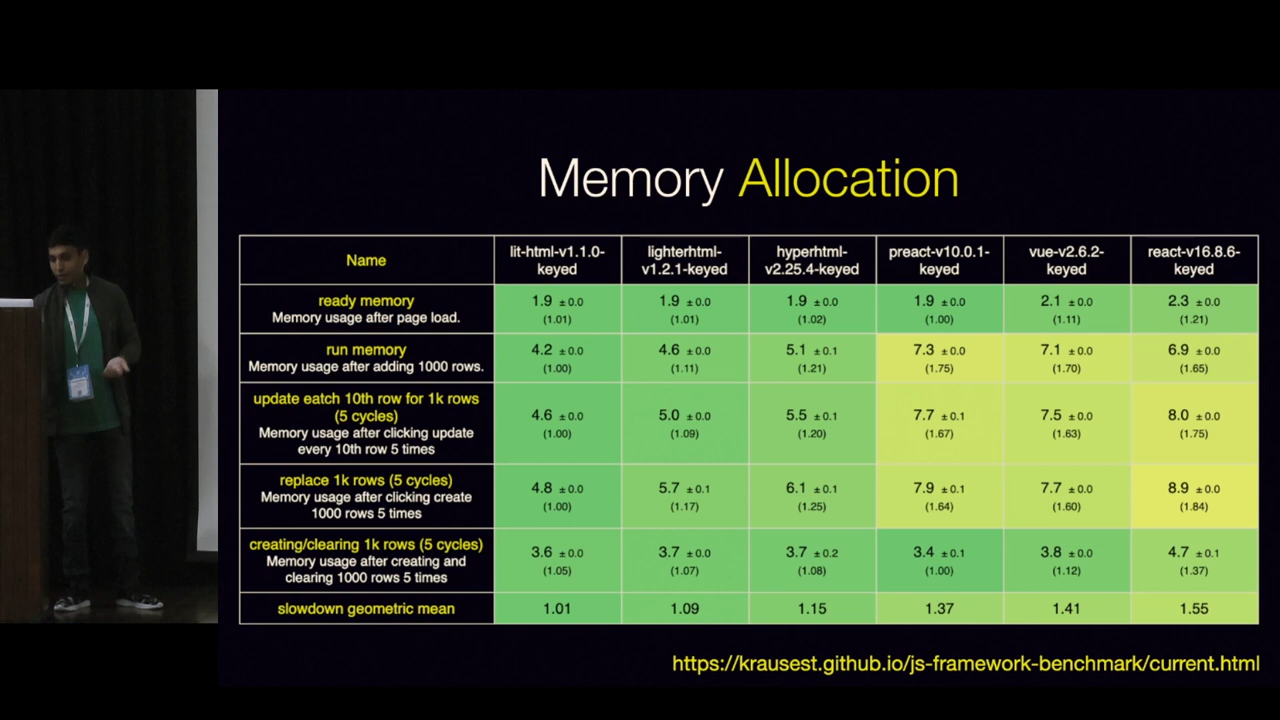 Memory Allocation
Name
lit-html-v1.1.0-
keyed
lighterhtml-
v1.2.1-keyed
hyperhtml-
v2.25.4-keyed
preact-v10.0.1-
keyed
vue-v2.6.2-
keyed
react-v16.8.6-
keyed
ready memory
Memory usage after page load.
1.9 ±0.0
(1.01)
1.9 ±0.0
(1.01)
1.9 ±0.0
(1.02)
1.9 ±0.0
(1.00)
2.1 ±0.0
(1.11)
2.3 ±0.0
(1.21)
run memory
Memory usage after adding 1000 rows.
4.2 ±0.0
(1.00)
4.6 ±0.0
(1.11)
5.1 ±0.1
(1.21)
7.3 ±0.0
(1.75)
7.1 ±0.0
(1.70)
6.9 ±0.0
(1.65)
update eatch 10th row for 1k rows
(5 cycles)
Memory usage after clicking update
every 10th row 5 times
4.6 ±0.0
(1.00)
5.0 ±0.0
(1.09)
5.5 ±0.1
(1.20)
7.7 ±0.1
(1.67)
7.5 ±0.0
(1.63)
8.0 ±0.0
(1.75)
replace 1k rows (5 cycles)
Memory usage after clicking create
1000 rows 5 times
4.8 ±0.0
(1.00)
5.7 ±0.1
(1.17)
6.1 ±0.1
(1.25)
7.9 ±0.1
(1.64)
7.7 ±0.0
(1.60)
8.9 ±0.0
(1.84)
creating/clearing 1k rows (5 cycles)
Memory usage after creating and
clearing 1000 rows 5 times
3.6 ±0.0
(1.05)
3.7 ±0.0
(1.07)
3.7 ±0.2
(1.08)
3.4 ±0.1
(1.00)
3.8 ±0.0
(1.12)
4.7 ±0.1
(1.37)
slowdown geometric mean
1.01
1.09
1.15
1.37
1.41
1.55
https://krausest.github.io/js-framework-benchmark/current.html